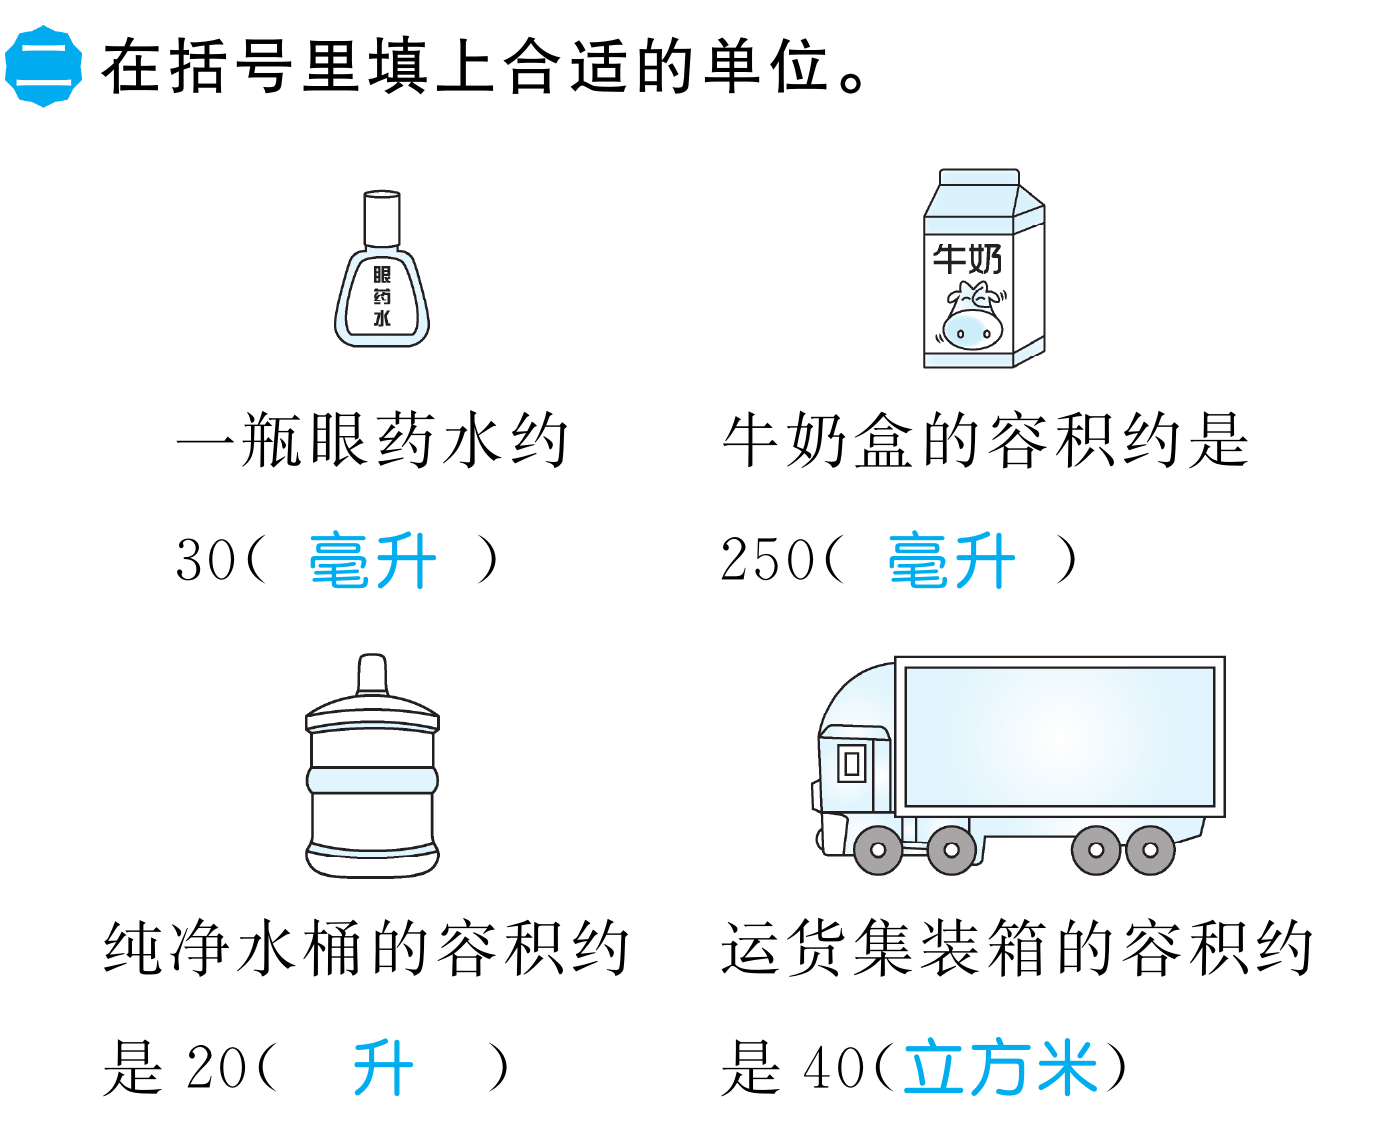 二 在括号里填上合适的单位。
眼
药
水
牛奶
一瓶眼药水约
30( 毫升 )
牛奶盒的容积约是
250( 毫升 )
纯净水桶的容积约
是 20( 升 )
运货集装箱的容积约
是 40(立方米)